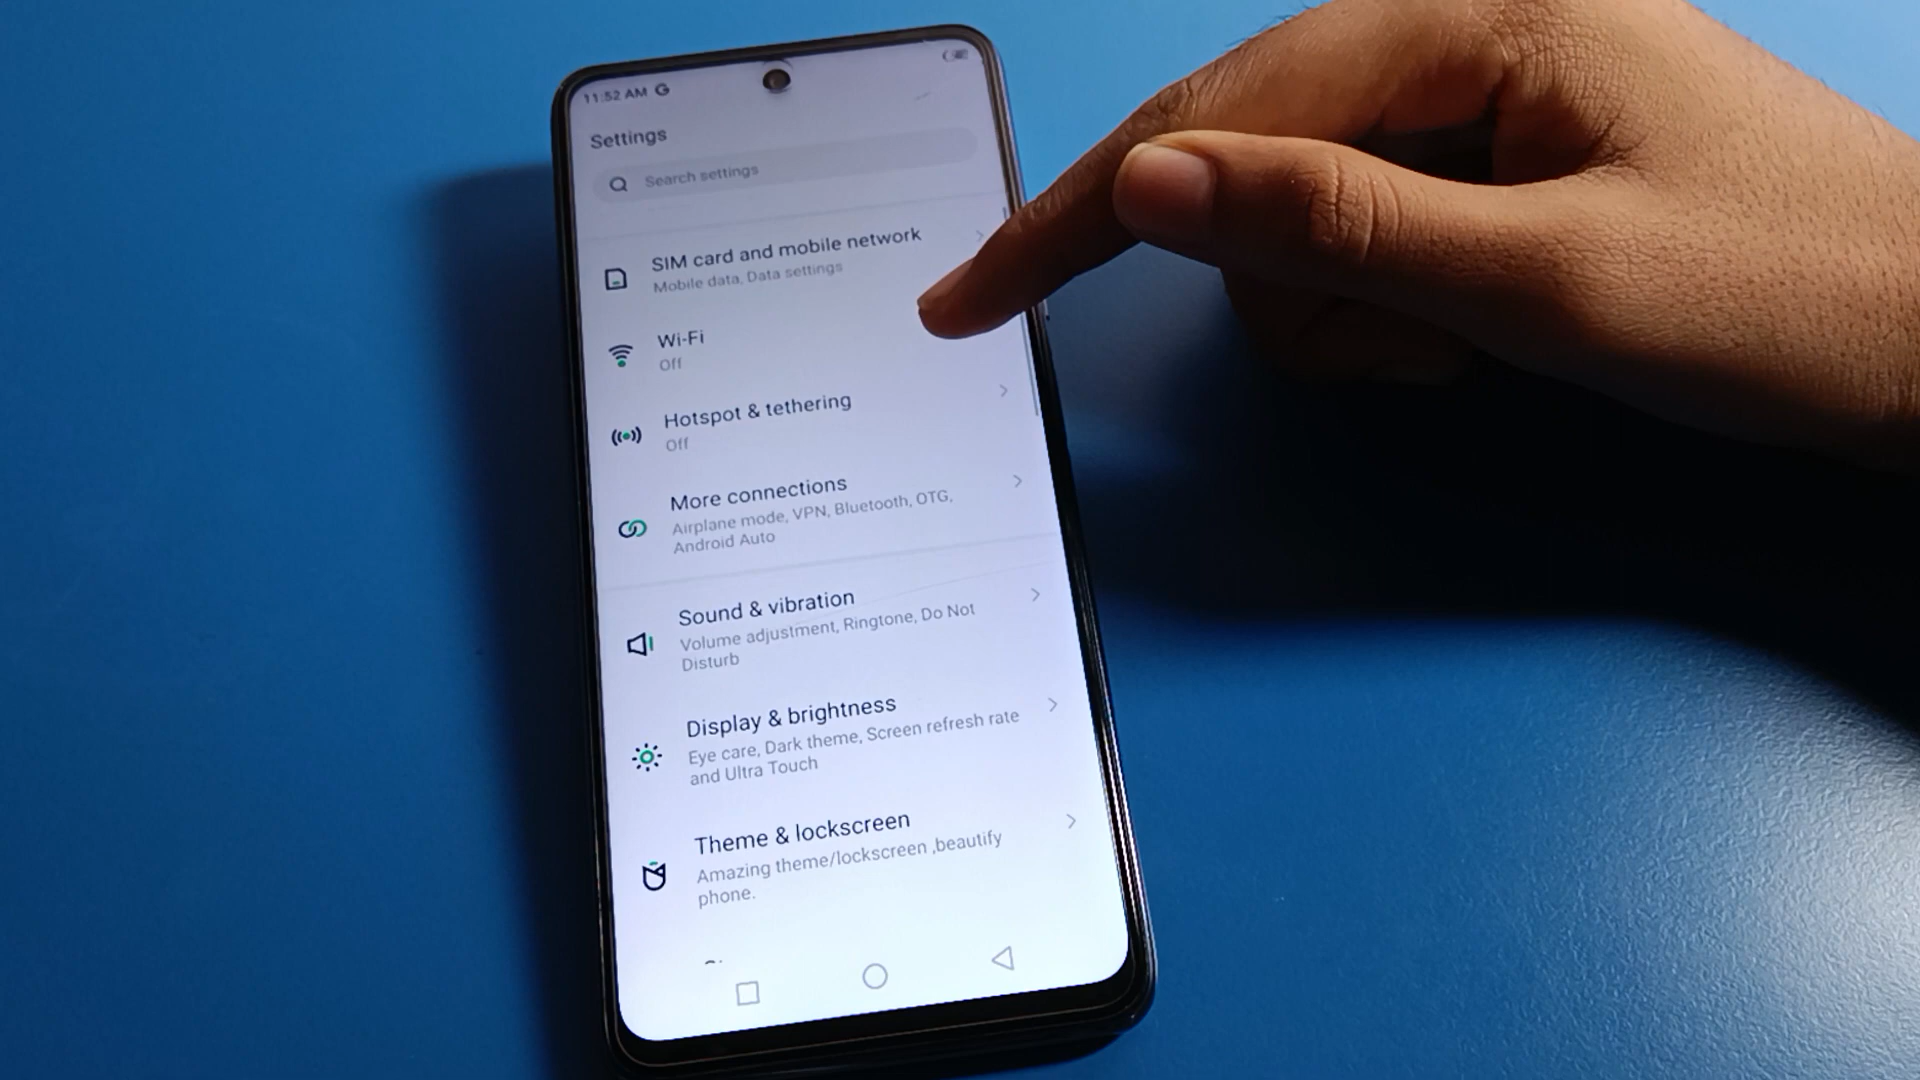 11:52 AM G
Settings
Search settings
SIM card and mobile network
Mobile data, Data settings
Wi-Fi
Off
Hotspot & tethering
Off
More connections
Airplane mode, VPN, Bluetooth, OTG,
Android Auto
Sound & vibration
Volume adjustment, Ringtone, Do Not
Disturb
Display & brightness
Eye care, Dark theme, Screen refresh rate
and Ultra Touch
Theme & lockscreen
Amazing theme/lockscreen ,beautify
phone.